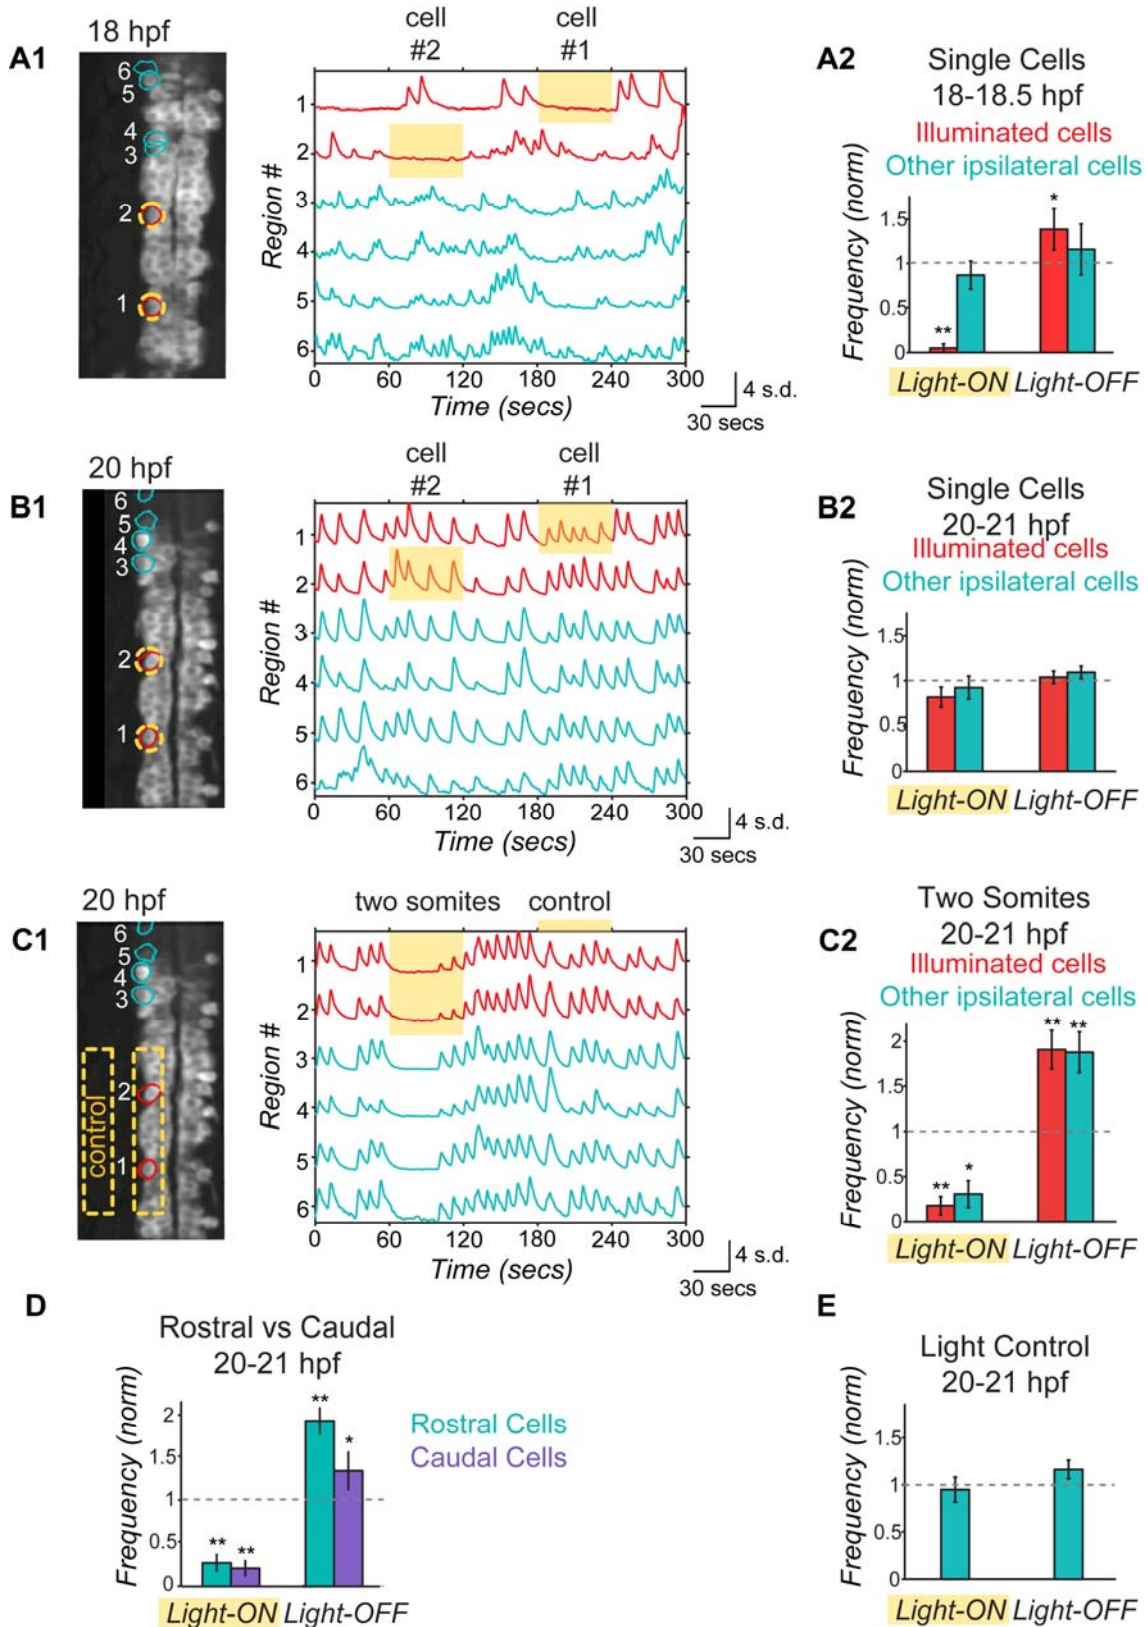 A1
18 hpf
6
5
4
3
2
1
cell
#2
cell
#1
Region #
1
2
3
4
5
6
0 60 120 180 240 300
Time (secs)
4 s.d.
30 secs
A2
Single Cells
18-18.5 hpf
Illuminated cells
Other ipsilateral cells
Frequency (norm)
1.5
1
0.5
0
**
*
Light-ON Light-OFF
B1
20 hpf
6
5
4
3
2
1
cell
#2
cell
#1
Region #
1
2
3
4
5
6
0 60 120 180 240 300
Time (secs)
4 s.d.
30 secs
B2
Single Cells
20-21 hpf
Illuminated cells
Other ipsilateral cells
Frequency (norm)
1.5
1
0.5
0
Light-ON Light-OFF
C1
20 hpf
6
5
4
3
2
1
control
two somites control
Region #
1
2
3
4
5
6
0 60 120 180 240 300
Time (secs)
4 s.d.
30 secs
C2
Two Somites
20-21 hpf
Illuminated cells
Other ipsilateral cells
Frequency (norm)
2
1.5
1
0.5
0
** *
** **
Light-ON Light-OFF
D
Rostral vs Caudal
20-21 hpf
Rostral Cells
Caudal Cells
Frequency (norm)
2
1.5
1
0.5
0
** **
** *
Light-ON Light-OFF
E
Light Control
20-21 hpf
Frequency (norm)
1.5
1
0.5
0
Light-ON Light-OFF